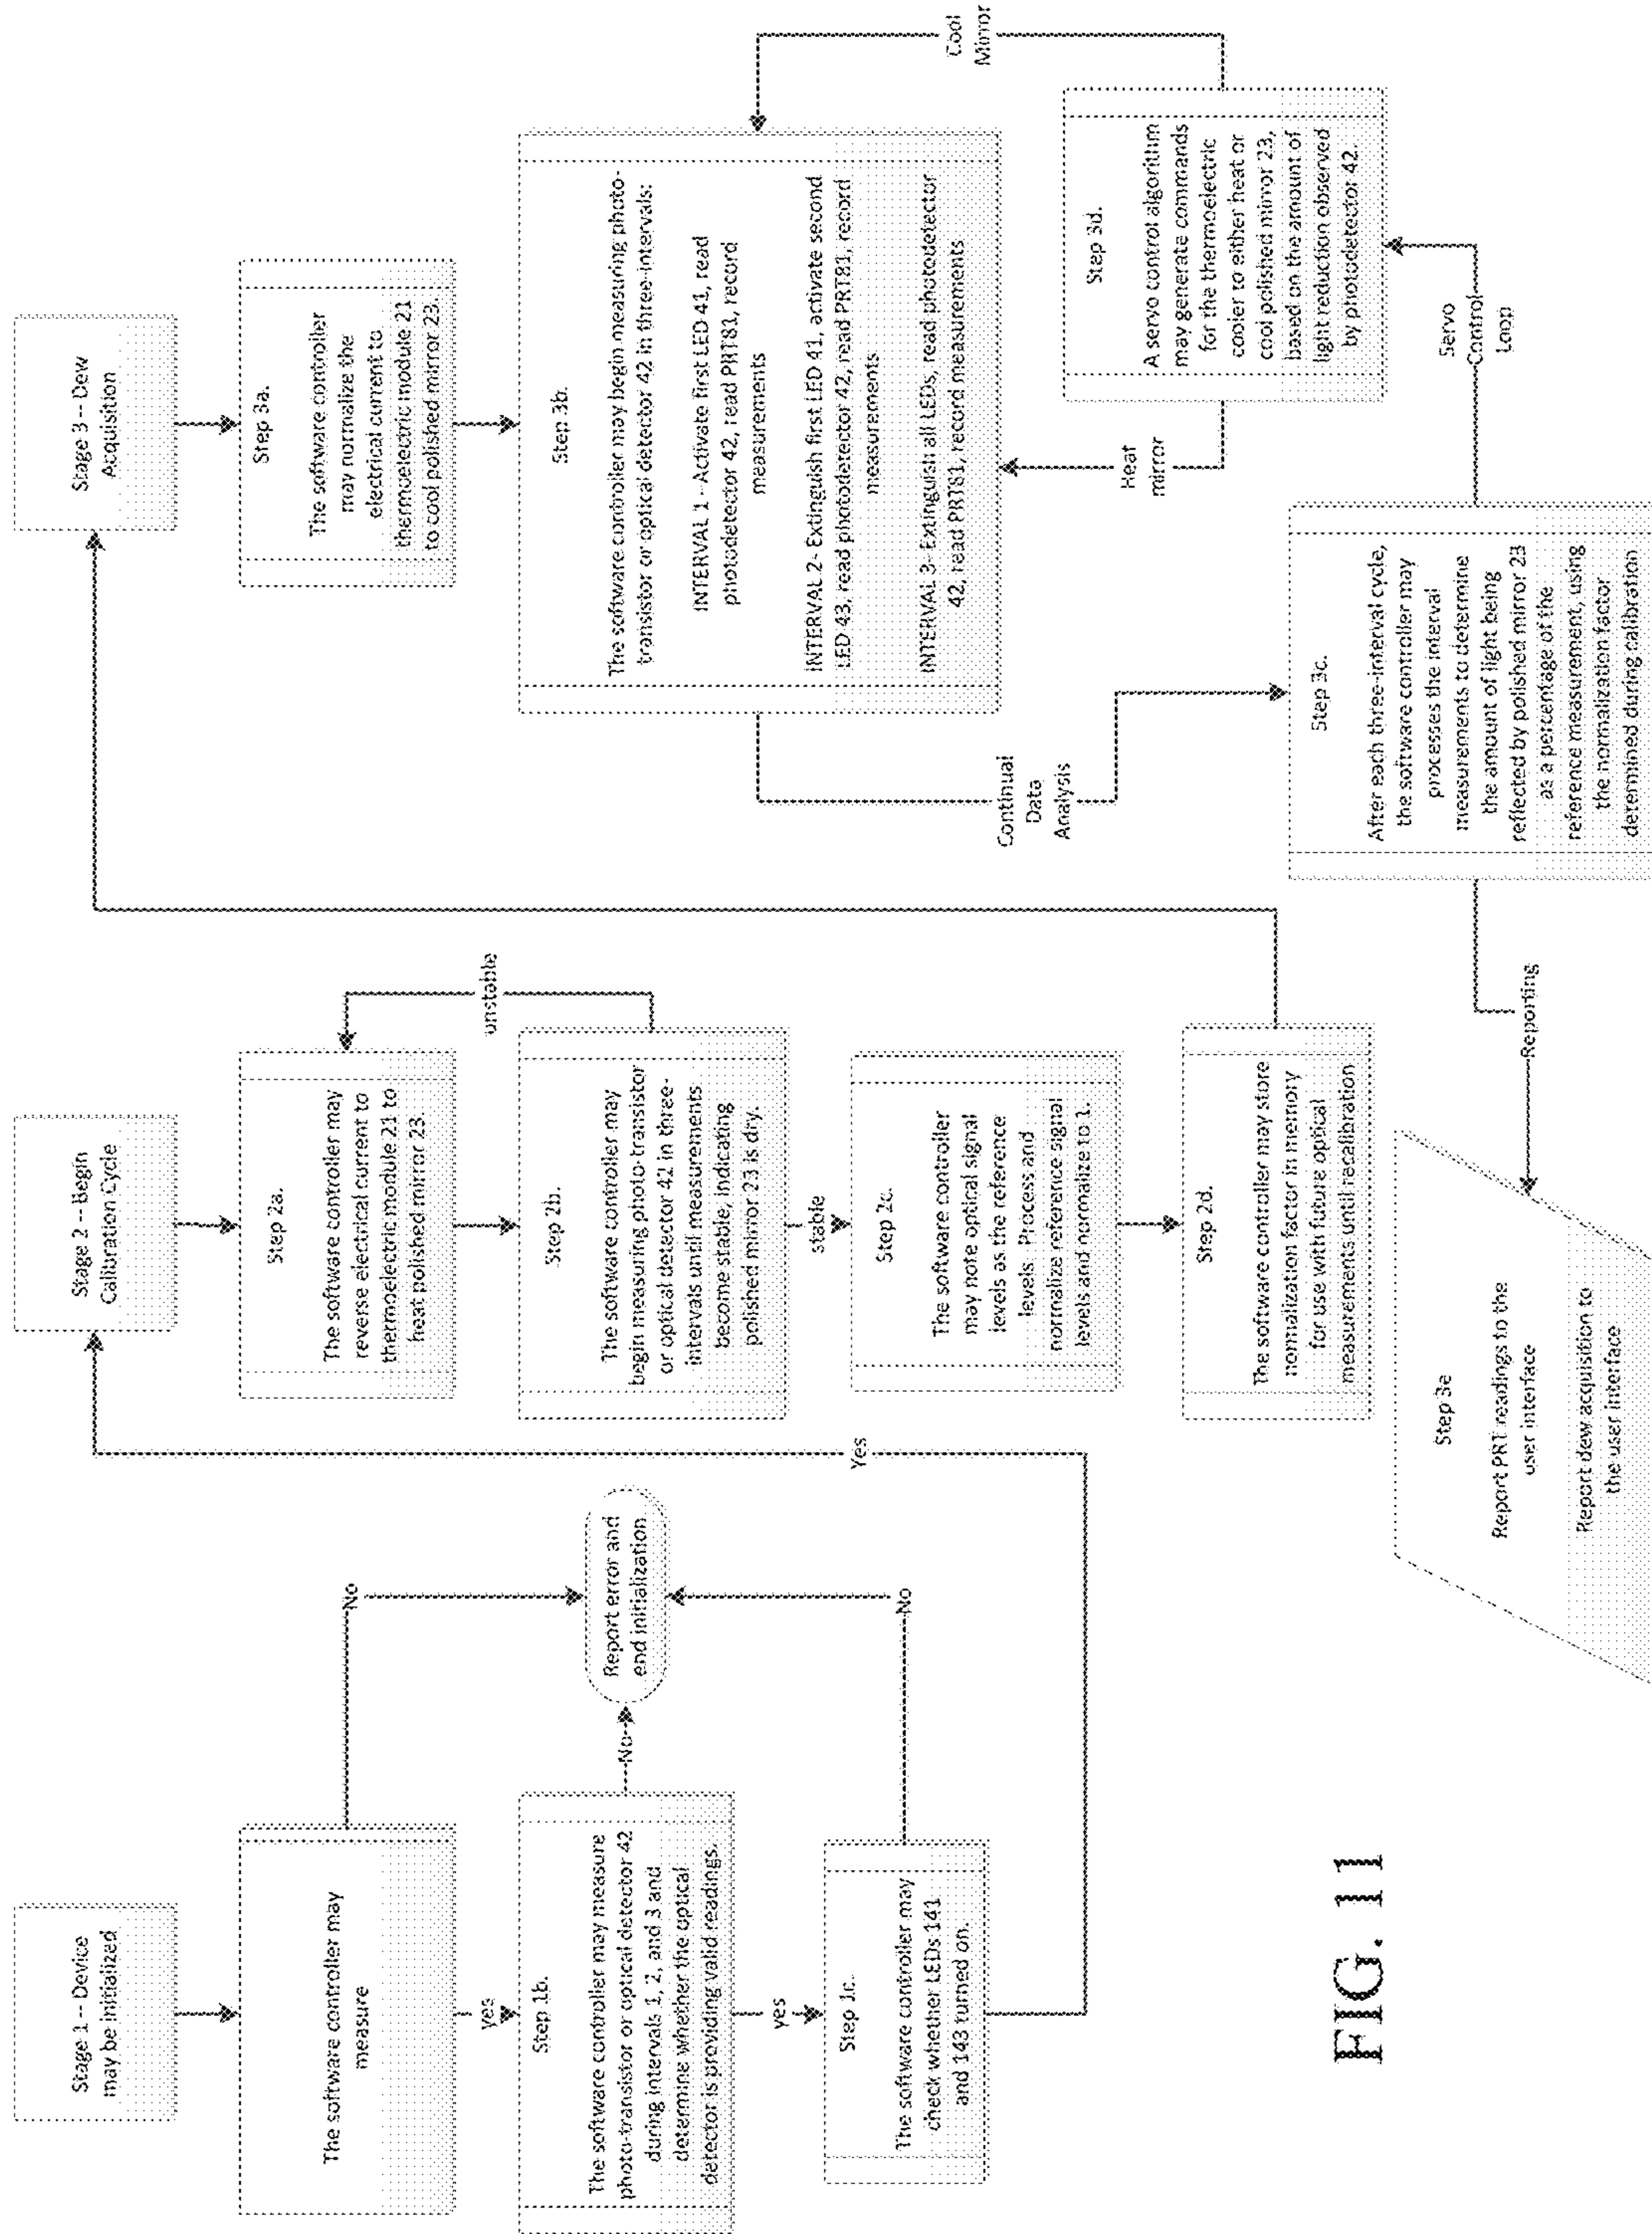 Stage 1 -- Device
may be initialized
The software controller may
measure
yes
No
Step 1b.
The software controller may measure
photo-transistor or optical detector 42
during intervals 1, 2, and 3 and
determine whether the optical
detector is providing valid readings.
No
yes
Step 1c.
The software controller may
check whether LEDs 141
and 143 turned on.
No
Report error and
end initialization
Yes
Stage 2 -- Begin
Calibration Cycle
Step 2a.
The software controller may
reverse electrical current to
thermoelectric module 21 to
heat polished mirror 23.
unstable
Step 2b.
The software controller may
begin measuring photo-transistor
or optical detector 42 in three-
intervals until measurements
become stable, indicating
polished mirror 23 is dry.
stable
Step 2c.
The software controller
may note optical signal
levels as the reference
levels. Process and
normalize reference signal
levels and normalize to 1.
Step 2d.
The software controller may store
normalization factor in memory
for use with future optical
measurements until recalibration
Stage 3 -- Dew
Acquisition
Step 3a.
The software controller
may normalize the
electrical current to
thermoelectric module 21
to cool polished mirror 23.
Step 3b.
The software controller may begin measuring photo-
transistor or optical detector 42 in three-intervals:
INTERVAL 1 - Activate first LED 41, read
photodetector 42, read PRT81, record
measurements
INTERVAL 2 - Extinguish first LED 41, activate second
LED 43, read photodetector 42, read PRT81, record
measurements
INTERVAL 3- Extinguish all LEDs, read photodetector
42, read PRT81, record measurements
Cool
Mirror
Heat
mirror
Continual
Data
Analysis
Step 3d.
A servo control algorithm
may generate commands
for the thermoelectric
cooler to either heat or
cool polished mirror 23,
based on the amount of
light reduction observed
by photodetector 42.
Servo
Control
Loop
Step 3c.
After each three-interval cycle,
the software controller may
processes the interval
measurements to determine
the amount of light being
reflected by polished mirror 23
as a percentage of the
reference measurement, using
the normalization factor
determined during calibration
Reporting
Step 3e
Report PRT readings to the
user interface
Report dew acquisition to
the user interface
FIG. 11